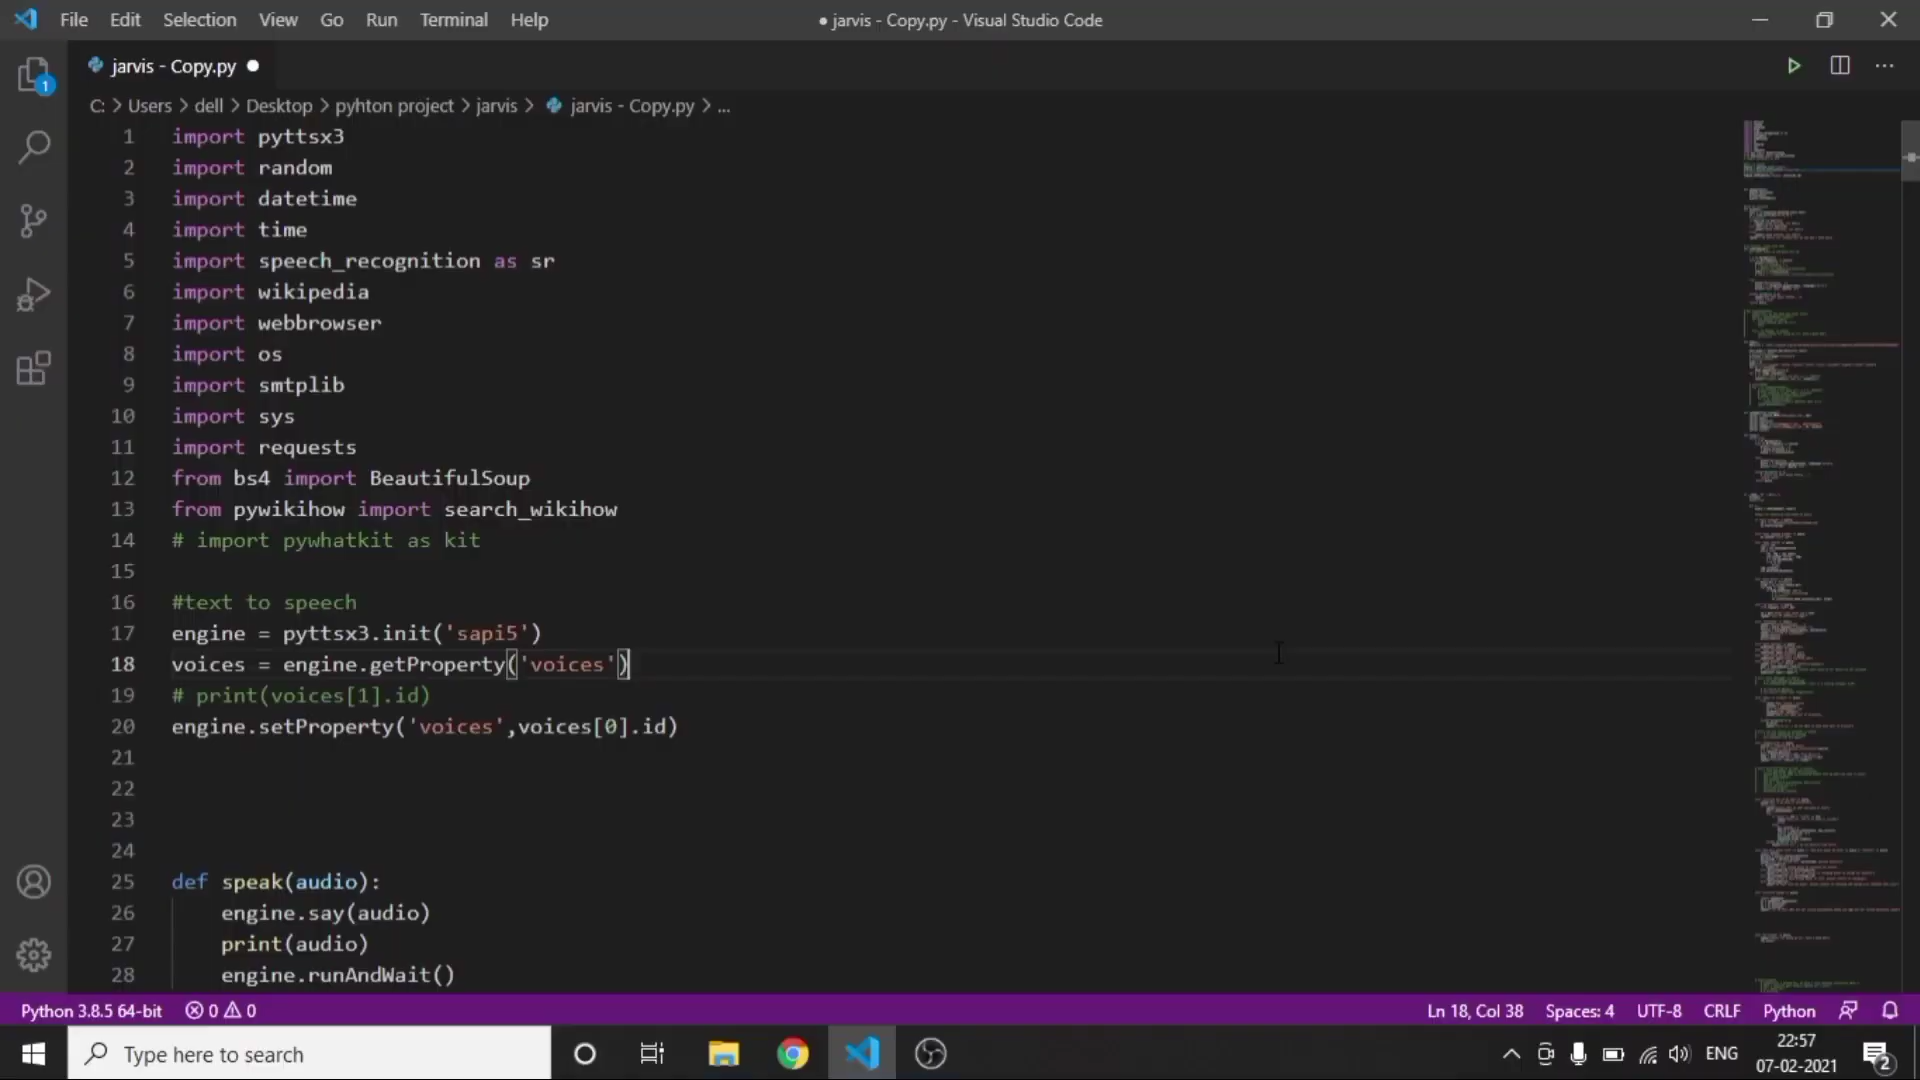 File Edit Selection View Go Run Terminal Help
● jarvis - Copy.py - Visual Studio Code
jarvis - Copy.py ●
1
C: > Users > dell > Desktop > pyhton project > jarvis > jarvis - Copy.py > ...
1 import pyttsx3
2 import random
3 import datetime
4 import time
5 import speech_recognition as sr
6 import wikipedia
7 import webbrowser
8 import os
9 import smtplib
10 import sys
11 import requests
12 from bs4 import BeautifulSoup
13 from pywikihow import search_wikihow
14 # import pywhatkit as kit
15
16 #text to speech
17 engine = pyttsx3.init('sapi5')
18 voices = engine.getProperty('voices')
19 # print(voices[1].id)
20 engine.setProperty('voices',voices[0].id)
21
22
23
24
25 def speak(audio):
26     engine.say(audio)
27     print(audio)
28     engine.runAndWait()
Python 3.8.5 64-bit 0 0 Ln 18, Col 38 Spaces: 4 UTF-8 CRLF Python
Type here to search
ENG
22:57
07-02-2021
2